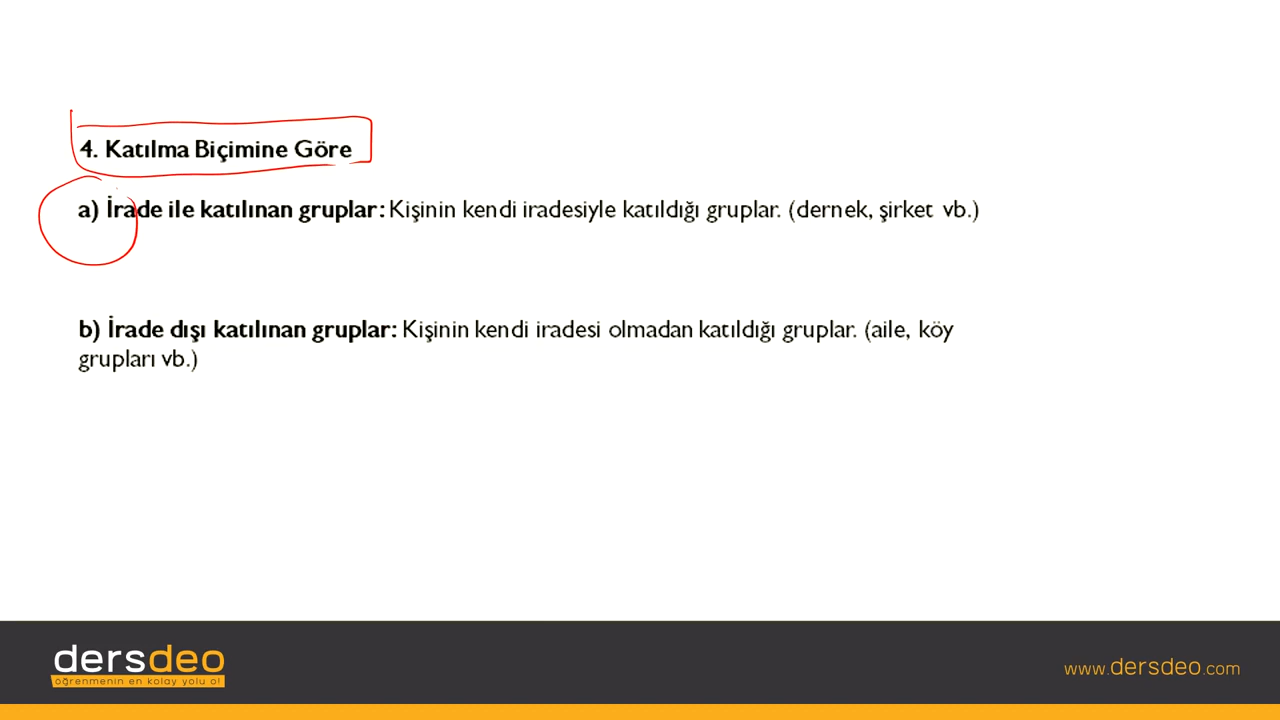 4. Katılma Biçimine Göre
a) İrade ile katılınan gruplar: Kişinin kendi iradesiyle katıldığı gruplar. (dernek, şirket vb.)
b) İrade dışı katılınan gruplar: Kişinin kendi iradesi olmadan katıldığı gruplar. (aile, köy
grupları vb.)
dersdeo
öğrenmenin en kolay yolu o!
www.dersdeo.com